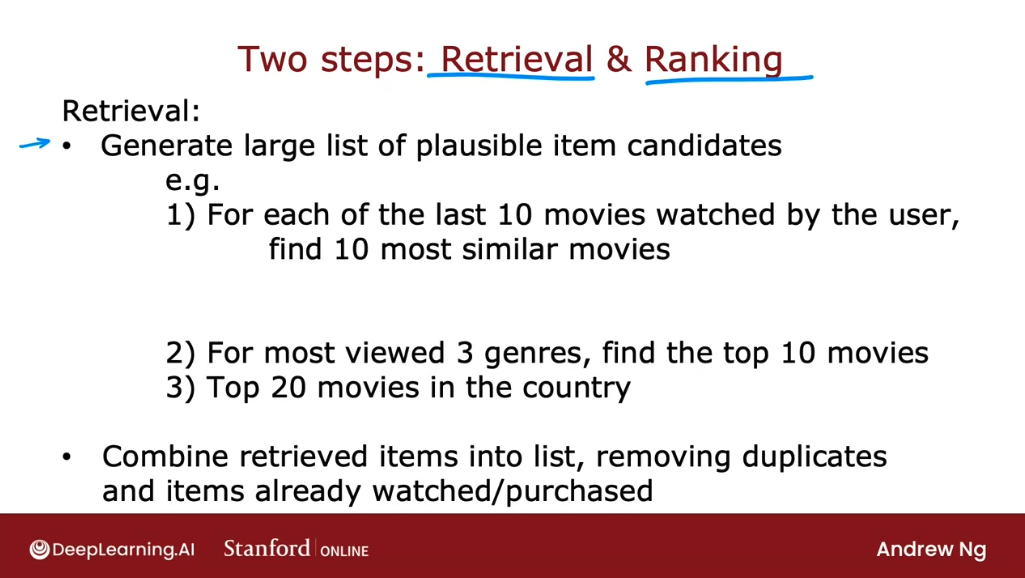 Two steps: Retrieval & Ranking
Retrieval:
• Generate large list of plausible item candidates
e.g.
1) For each of the last 10 movies watched by the user,
find 10 most similar movies
2) For most viewed 3 genres, find the top 10 movies
3) Top 20 movies in the country
• Combine retrieved items into list, removing duplicates
and items already watched/purchased
DeepLearning.AI Stanford | ONLINE Andrew Ng